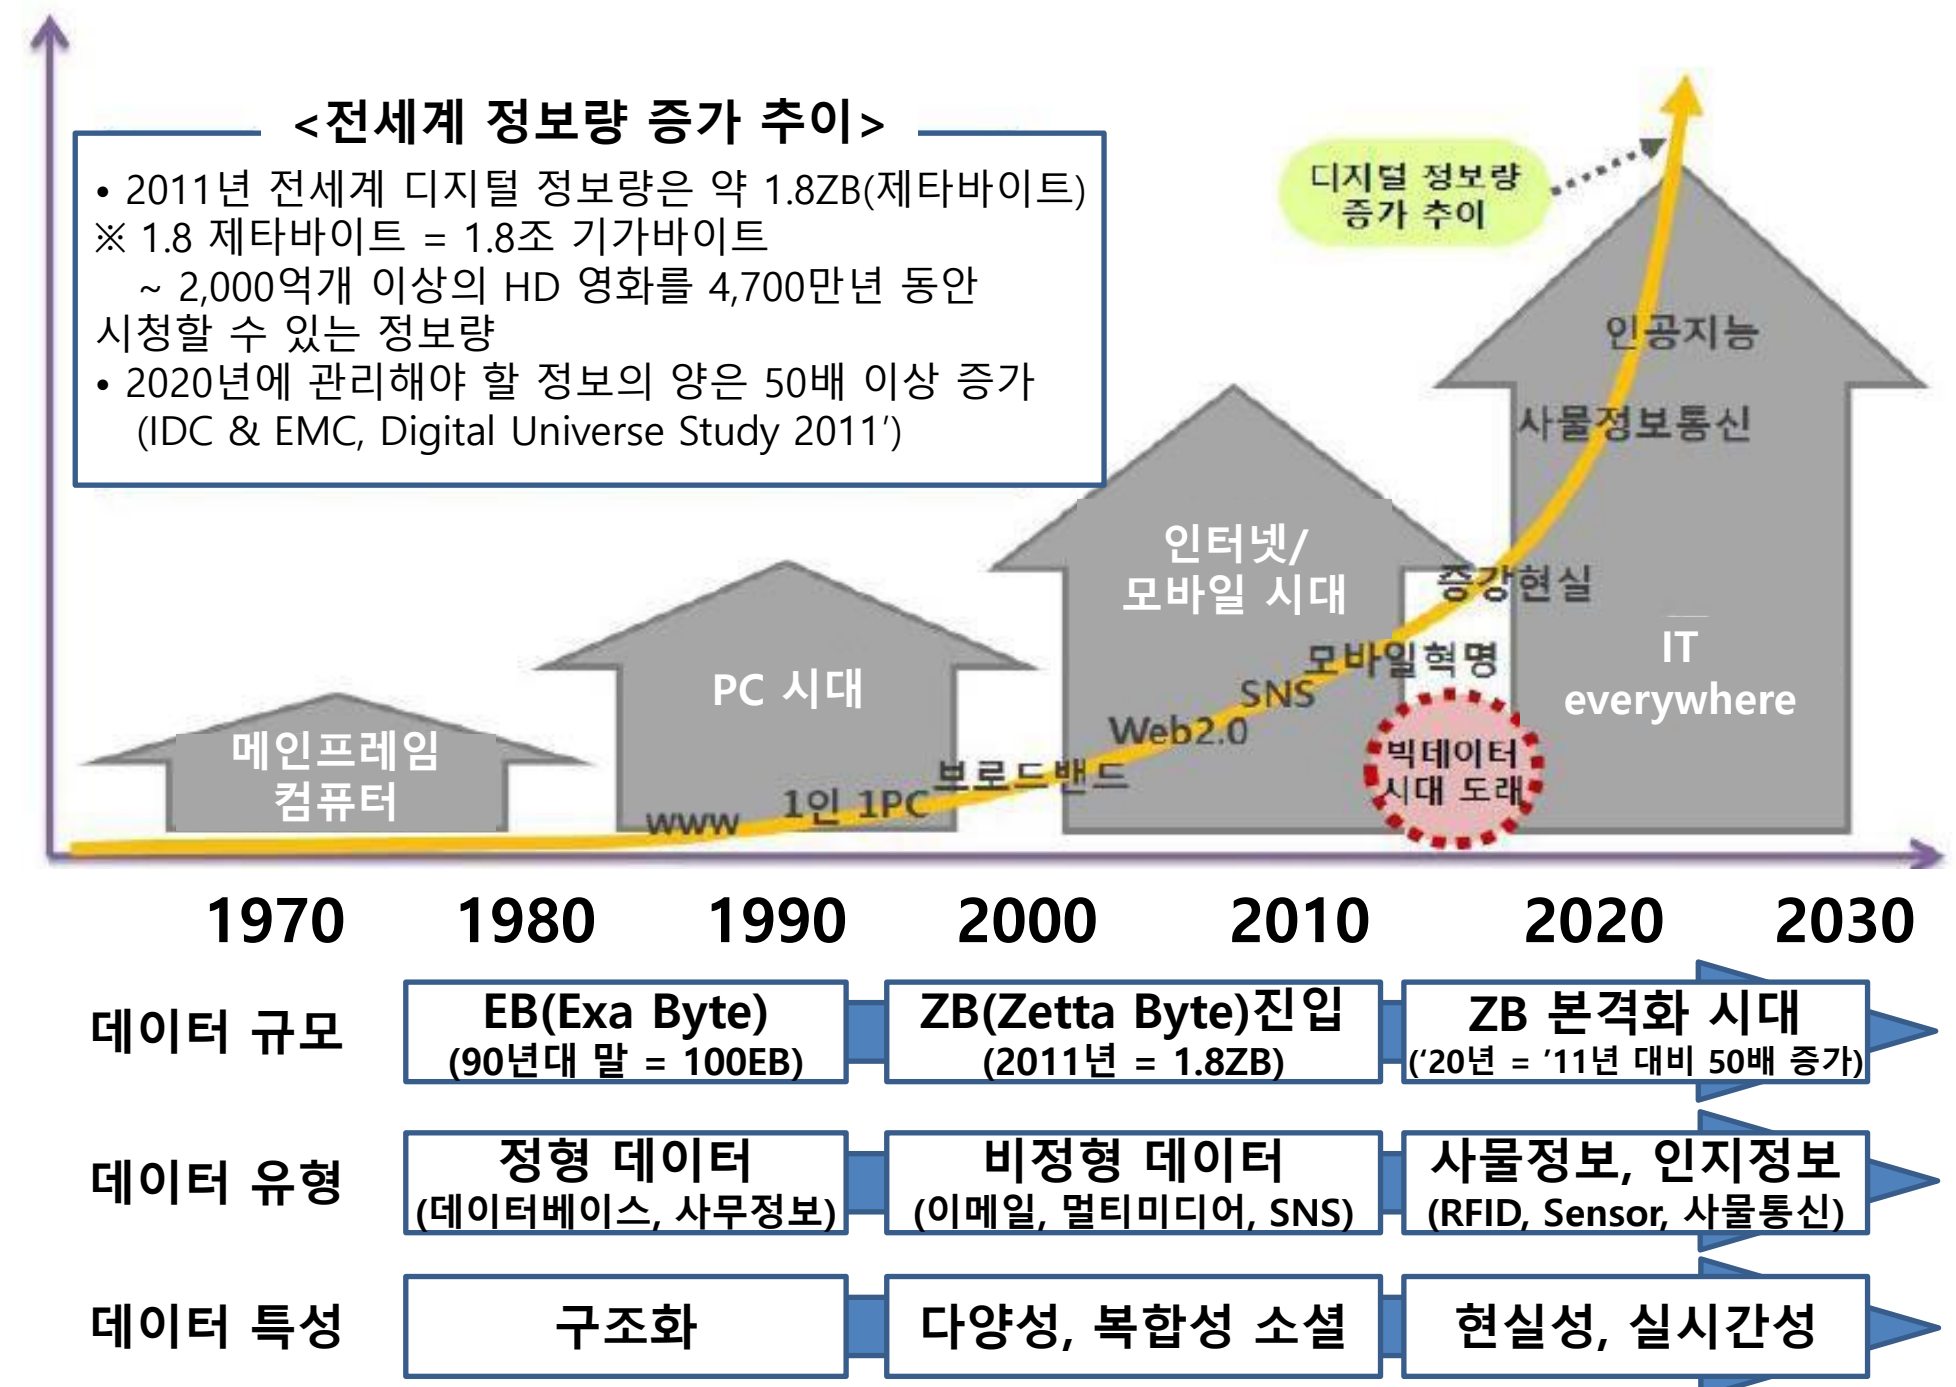 <전세계 정보량 증가 추이>
• 2011년 전세계 디지털 정보량은 약 1.8ZB(제타바이트)
※ 1.8 제타바이트 = 1.8조 기가바이트
~ 2,000억개 이상의 HD 영화를 4,700만년 동안
시청할 수 있는 정보량
• 2020년에 관리해야 할 정보의 양은 50배 이상 증가
(IDC & EMC, Digital Universe Study 2011’)
디지털 정보량
증가 추이
인공지능
사물정보통신
증강현실
모바일혁명
SNS
Web2.0
브로드밴드
1인 1PC
www
메인프레임
컴퓨터
PC 시대
인터넷/
모바일 시대
IT
everywhere
빅데이터
시대 도래
1970 1980 1990 2000 2010 2020 2030
데이터 규모
EB(Exa Byte)
(90년대 말 = 100EB)
ZB(Zetta Byte)진입
(2011년 = 1.8ZB)
ZB 본격화 시대
(‘20년 = ’11년 대비 50배 증가)
데이터 유형
정형 데이터
(데이터베이스, 사무정보)
비정형 데이터
(이메일, 멀티미디어, SNS)
사물정보, 인지정보
(RFID, Sensor, 사물통신)
데이터 특성
구조화
다양성, 복합성 소셜
현실성, 실시간성